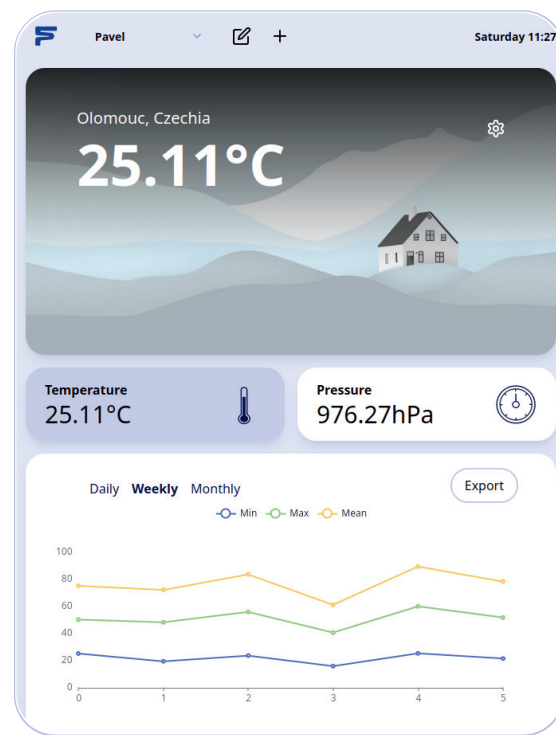 Pavel
Saturday 11:27
Olomouc, Czechia
25.11°C
Temperature
25.11°C
Pressure
976.27hPa
Daily Weekly Monthly
Export
Min Max Mean
100
80
60
40
20
0
0 1 2 3 4 5